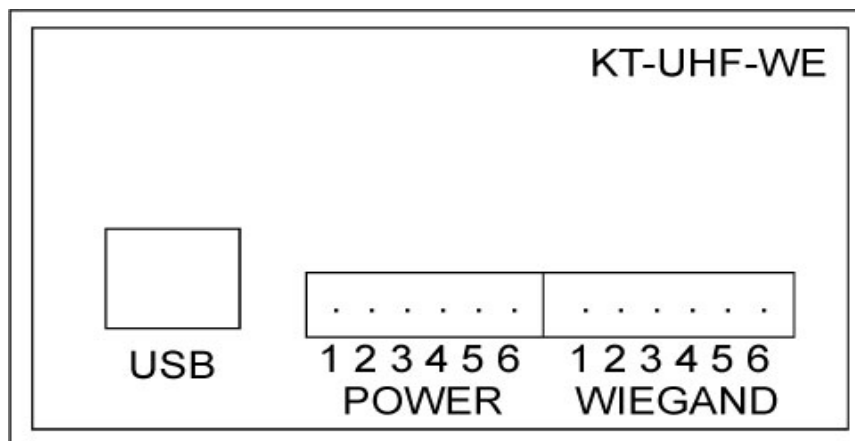 KT-UHF-WE
USB
1 2 3 4 5 6
POWER
1 2 3 4 5 6
WIEGAND